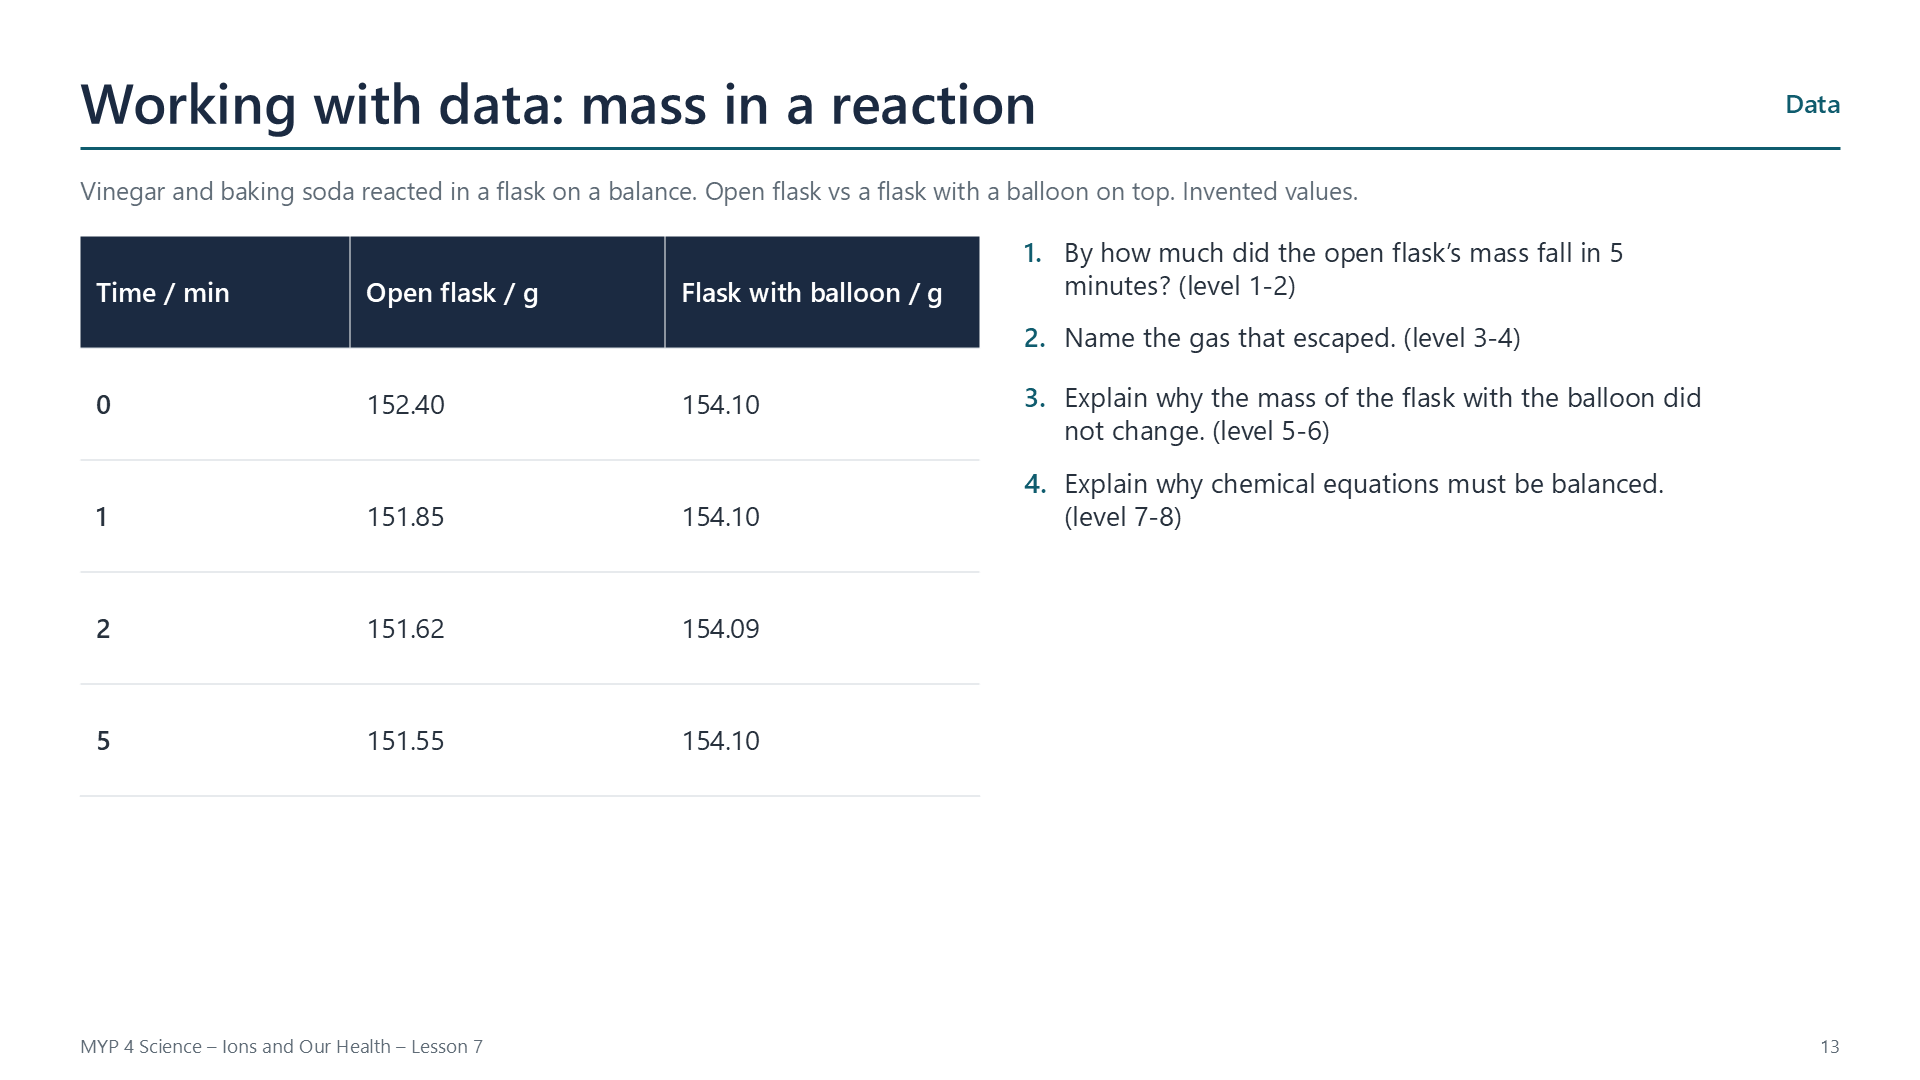 Working with data: mass in a reaction
Data
Vinegar and baking soda reacted in a flask on a balance. Open flask vs a flask with a balloon on top. Invented values.
Time / min Open flask / g Flask with balloon / g
0 152.40 154.10
1 151.85 154.10
2 151.62 154.09
5 151.55 154.10
1. By how much did the open flask’s mass fall in 5
minutes? (level 1-2)
2. Name the gas that escaped. (level 3-4)
3. Explain why the mass of the flask with the balloon did
not change. (level 5-6)
4. Explain why chemical equations must be balanced.
(level 7-8)
MYP 4 Science – Ions and Our Health – Lesson 7
13